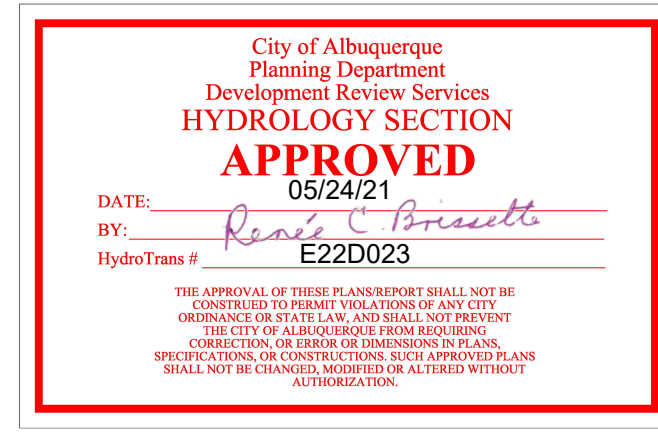 City of Albuquerque
Planning Department
Development Review Services
HYDROLOGY SECTION
APPROVED
DATE: 05/24/21
BY: Renée C. Brissette
HydroTrans # E22D023
THE APPROVAL OF THESE PLANS/REPORT SHALL NOT BE
CONSTRUED TO PERMIT VIOLATIONS OF ANY CITY
ORDINANCE OR STATE LAW, AND SHALL NOT PREVENT
THE CITY OF ALBUQUERQUE FROM REQUIRING
CORRECTION, OR ERROR OR DIMENSIONS IN PLANS,
SPECIFICATIONS, OR CONSTRUCTIONS. SUCH APPROVED PLANS
SHALL NOT BE CHANGED, MODIFIED OR ALTERED WITHOUT
AUTHORIZATION.